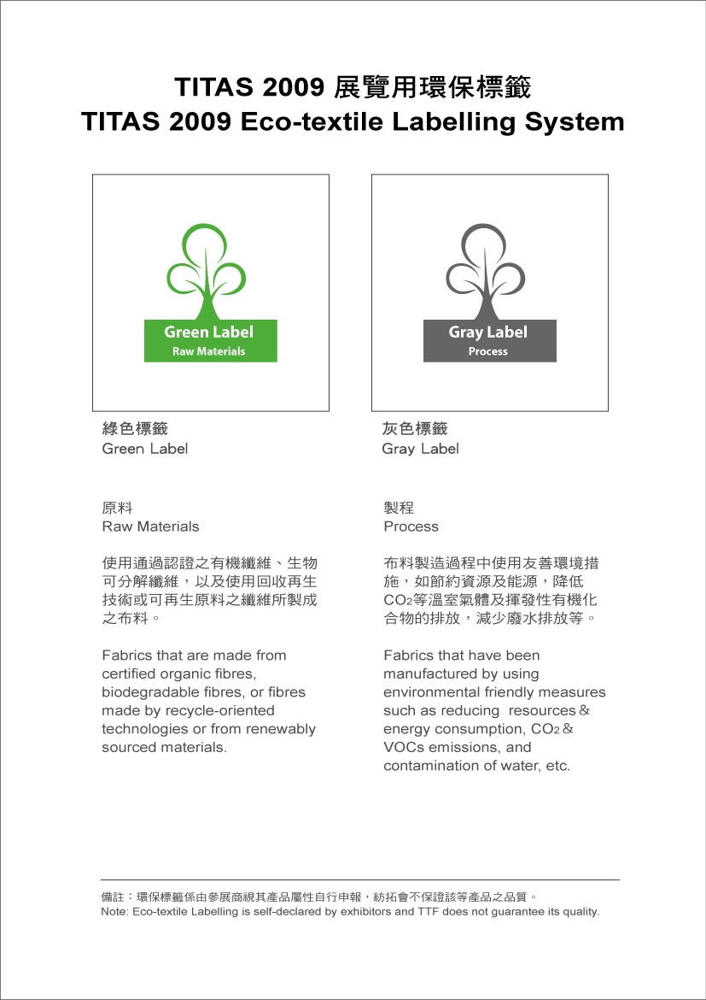 TITAS 2009 展覽用環保標籤
TITAS 2009 Eco-textile Labelling System
Green Label
Raw Materials
綠色標籤
Green Label
原料
Raw Materials
使用通過認證之有機纖維、生物
可分解纖維，以及使用回收再生
技術或可再生原料之纖維所製成
之布料。
Fabrics that are made from
certified organic fibres,
biodegradable fibres, or fibres
made by recycle-oriented
technologies or from renewably
sourced materials.
Gray Label
Process
灰色標籤
Gray Label
製程
Process
布料製造過程中使用友善環境措
施，如節約資源及能源，降低
CO2等溫室氣體及揮發性有機化
合物的排放，減少廢水排放等。
Fabrics that have been
manufactured by using
environmental friendly measures
such as reducing  resources＆
energy consumption, CO2＆
VOCs emissions, and
contamination of water, etc.
備註：環保標籤係由參展商視其產品屬性自行申報，紡拓會不保證該等產品之品質。
Note: Eco-textile Labelling is self-declared by exhibitors and TTF does not guarantee its quality.